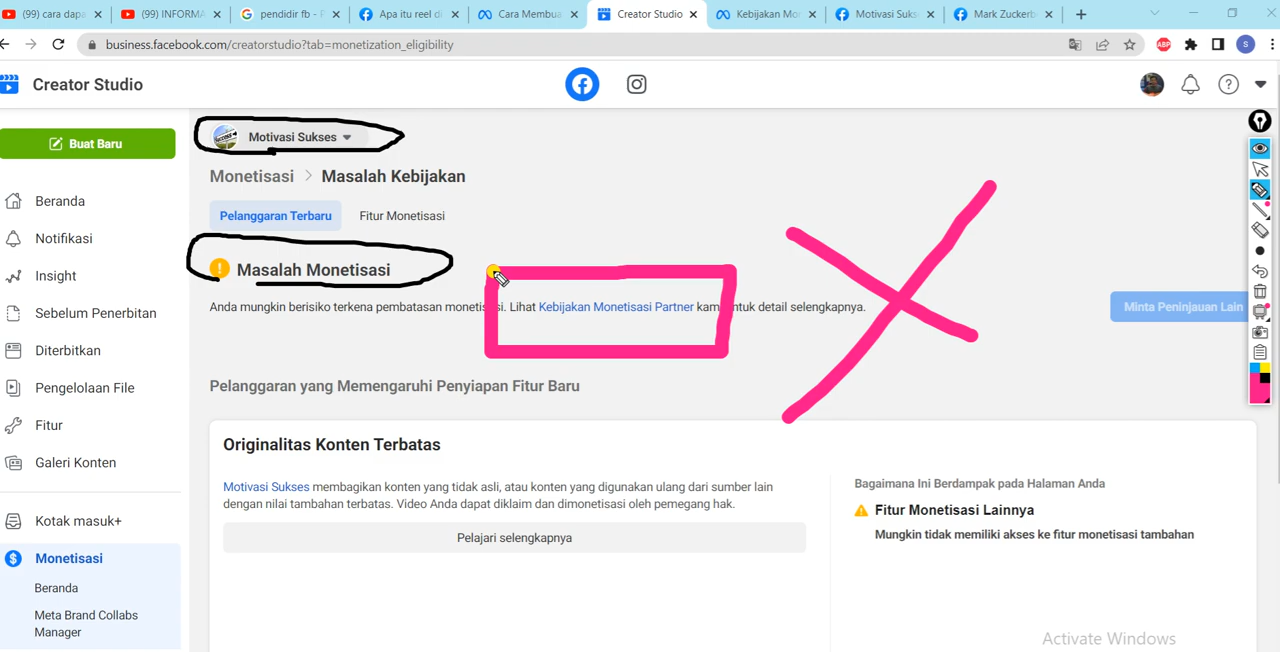 (99) cara dapa
(99) INFORMA
pendidir fb - P
Apa itu reel di
Cara Membua
Creator Studio
Kebijakan Mon
Motivasi Sukse
Mark Zuckerb
business.facebook.com/creatorstudio?tab=monetization_eligibility
ABP
S
Creator Studio
Buat Baru
Motivasi Sukses
Monetisasi > Masalah Kebijakan
Beranda
Pelanggaran Terbaru
Fitur Monetisasi
Notifikasi
Masalah Monetisasi
Insight
Anda mungkin berisiko terkena pembatasan monetisasi. Lihat Kebijakan Monetisasi Partner kami untuk detail selengkapnya.
Minta Peninjauan Lain
Sebelum Penerbitan
Diterbitkan
Pengelolaan File
Pelanggaran yang Memengaruhi Penyiapan Fitur Baru
Fitur
Originalitas Konten Terbatas
Galeri Konten
Motivasi Sukses membagikan konten yang tidak asli, atau konten yang digunakan ulang dari sumber lain
dengan nilai tambahan terbatas. Video Anda dapat diklaim dan dimonetisasi oleh pemegang hak.
Pelajari selengkapnya
Bagaimana Ini Berdampak pada Halaman Anda
Fitur Monetisasi Lainnya
Mungkin tidak memiliki akses ke fitur monetisasi tambahan
Kotak masuk+
Monetisasi
Beranda
Meta Brand Collabs
Manager
Activate Windows